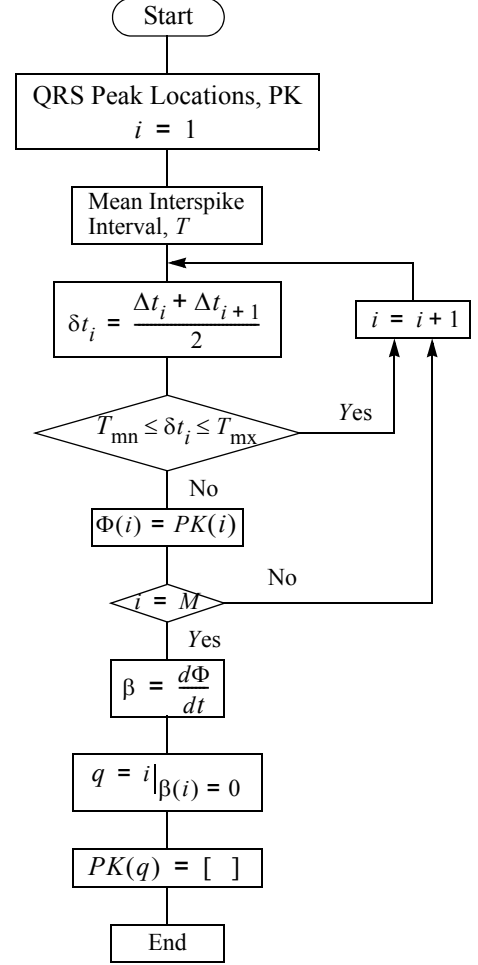 Start
QRS Peak Locations, PK
i = 1
Mean Interspike
Interval, T
δt_i = (Δt_i + Δt_{i + 1}) / 2
i = i + 1
T_mn ≤ δt_i ≤ T_mx
Yes
No
Φ(i) = PK(i)
i = M
No
Yes
β = dΦ / dt
q = i|_{β(i) = 0}
PK(q) = [ ]
End